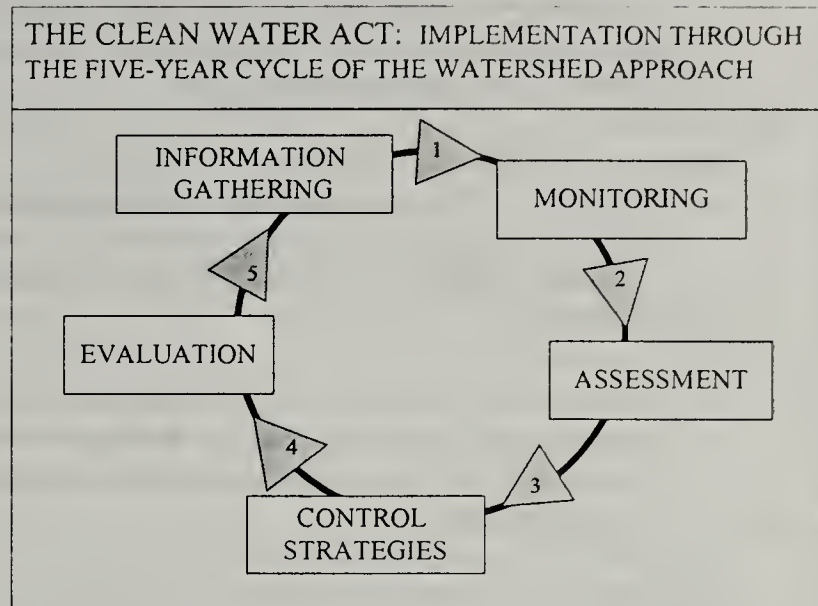 THE CLEAN WATER ACT: IMPLEMENTATION THROUGH
THE FIVE-YEAR CYCLE OF THE WATERSHED APPROACH
INFORMATION
GATHERING
1
MONITORING
2
ASSESSMENT
3
CONTROL
STRATEGIES
4
EVALUATION
5